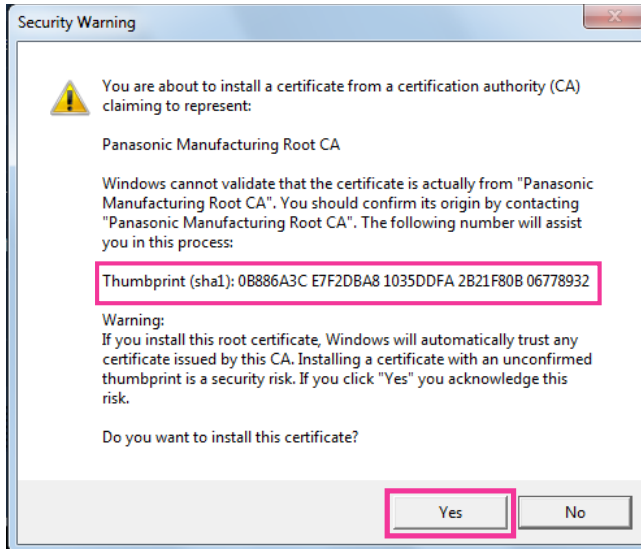 Security Warning
You are about to install a certificate from a certification authority (CA)
claiming to represent:
Panasonic Manufacturing Root CA
Windows cannot validate that the certificate is actually from "Panasonic
Manufacturing Root CA". You should confirm its origin by contacting
"Panasonic Manufacturing Root CA". The following number will assist
you in this process:
Thumbprint (sha1): 0B886A3C E7F2DBA8 1035DDFA 2B21F80B 06778932
Warning:
If you install this root certificate, Windows will automatically trust any
certificate issued by this CA. Installing a certificate with an unconfirmed
thumbprint is a security risk. If you click "Yes" you acknowledge this
risk.
Do you want to install this certificate?
Yes
No